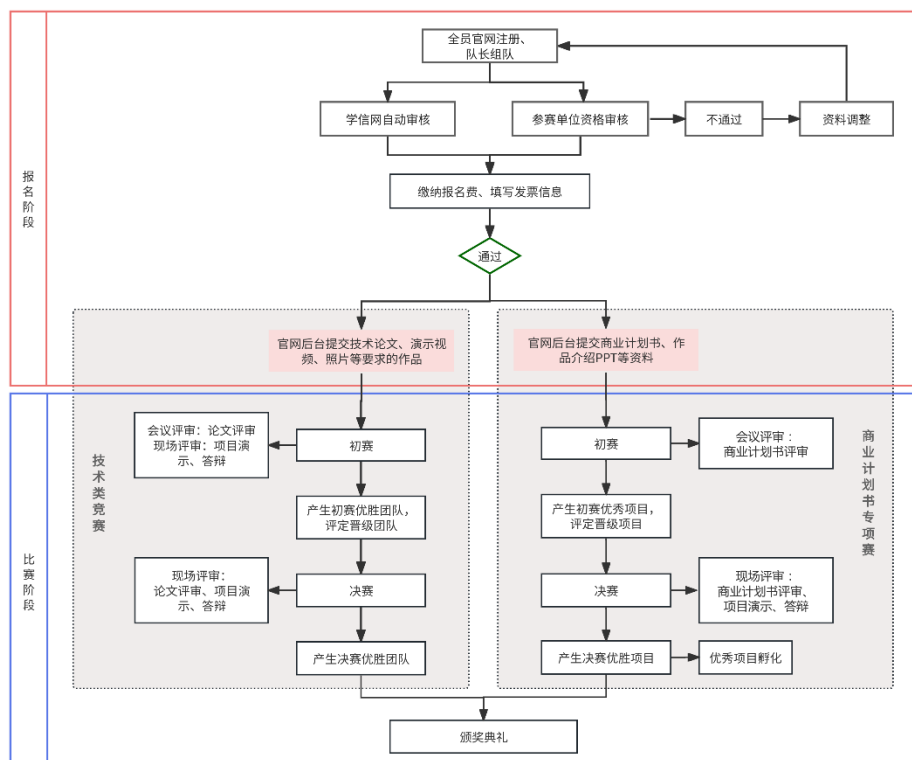 全员官网注册、
队长组队
学信网自动审核
参赛单位资格审核
不通过
资料调整
缴纳报名费、填写发票信息
报名阶段
通过
官网后台提交技术论文、演示视
频、照片等要求的作品
官网后台提交商业计划书、作
品介绍PPT等资料
技术类竞赛
会议评审：论文评审
现场评审：项目演
示、答辩
初赛
初赛
会议评审：
商业计划书评审
商业计划书专项赛
产生初赛优胜团队，
评定晋级团队
产生初赛优秀项目，
评定晋级项目
比赛阶段
现场评审：
论文评审、项目演
示、答辩
决赛
决赛
现场评审：
商业计划书评审、
项目演示、答辩
产生决赛优胜团队
产生决赛优胜项目
优秀项目孵化
颁奖典礼